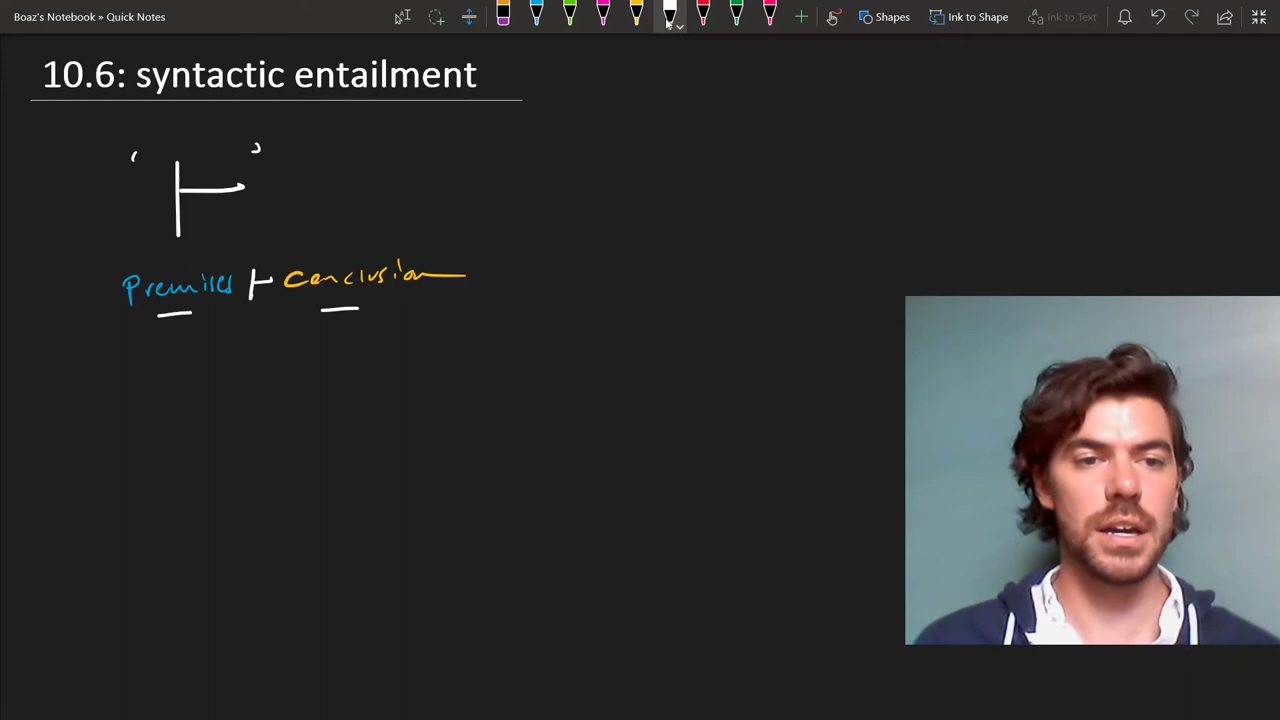 Boaz's Notebook » Quick Notes
Shapes
Ink to Shape
Ink to Text
10.6: syntactic entailment
‘ ⊢ ’
Premises ⊢ Conclusion